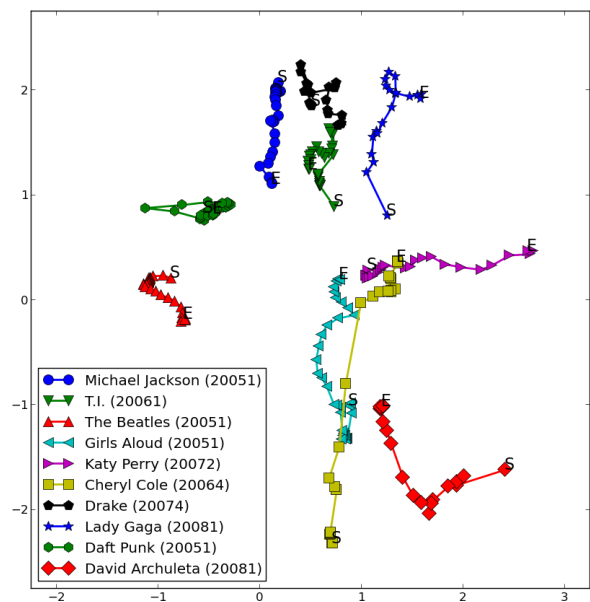 S
2
E
S
E
E
1
S
S E
S
E
E
S
S
E
0
E
Michael Jackson (20051)
T.I. (20061)
The Beatles (20051)
Girls Aloud (20051)
Katy Perry (20072)
Cheryl Cole (20064)
Drake (20074)
Lady Gaga (20081)
Daft Punk (20051)
David Archuleta (20081)
S
E
−1
S
−2
S
−2 −1 0 1 2 3